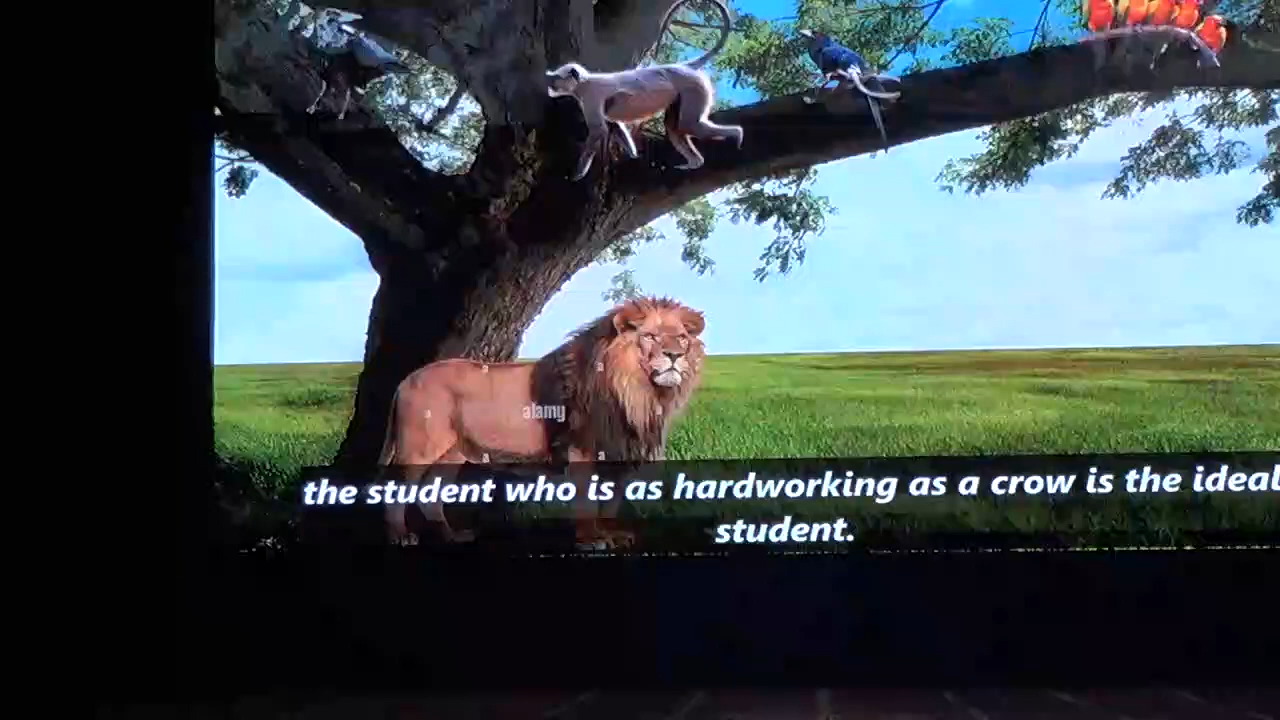 alamy
a
a
a
a
a
a
the student who is as hardworking as a crow is the ideal
student.